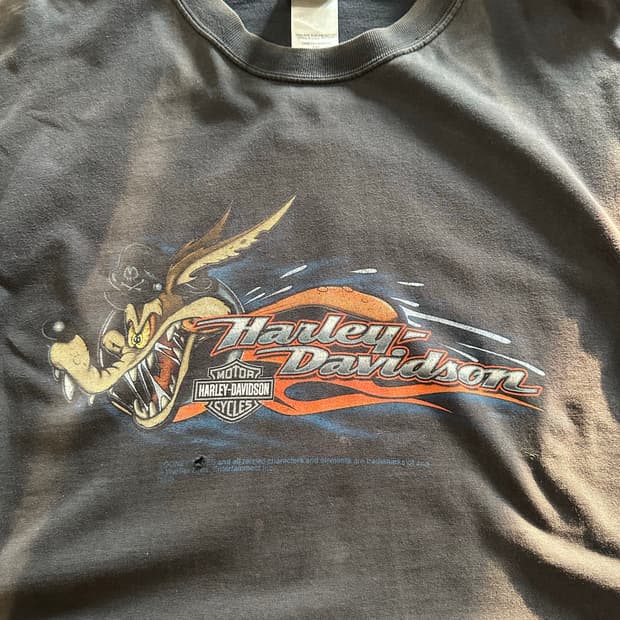 Harley-
Davidson
MOTOR
HARLEY-DAVIDSON
CYCLES
and all related characters and elements are trademarks of and
Entertainment Inc.